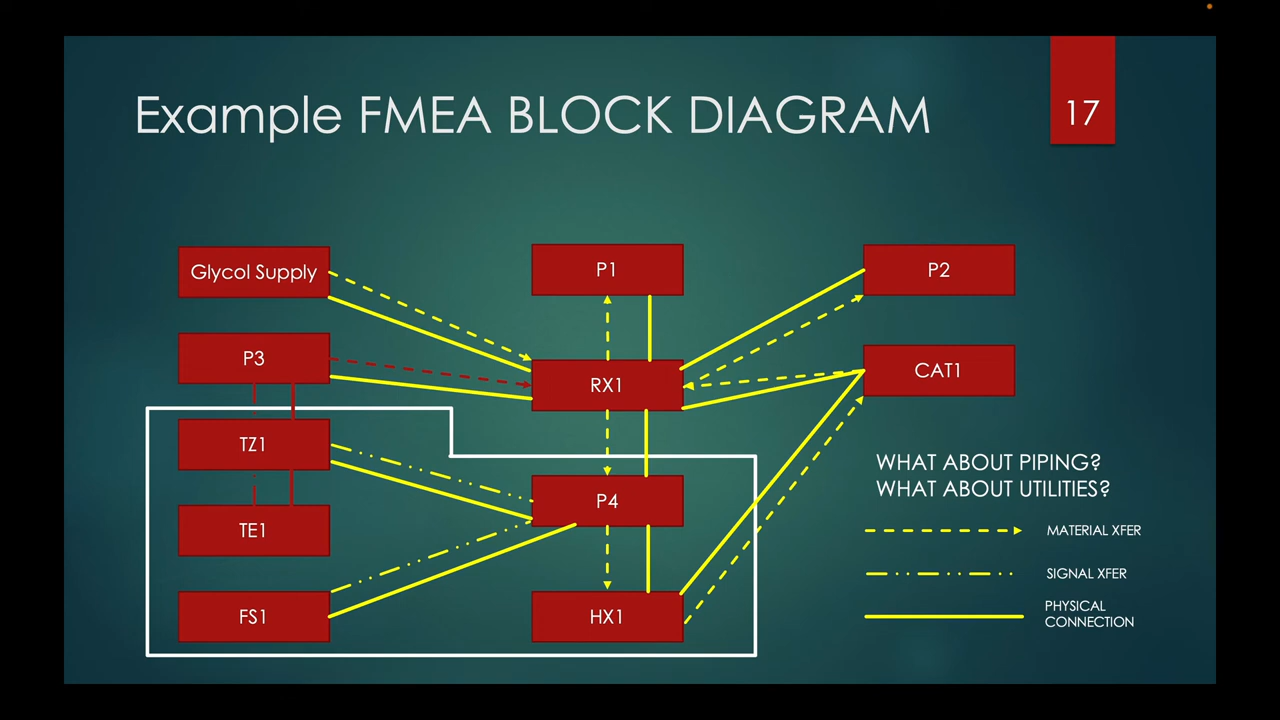 Example FMEA BLOCK DIAGRAM
17
Glycol Supply
P1
P2
P3
RX1
CAT1
TZ1
P4
TE1
FS1
HX1
WHAT ABOUT PIPING?
WHAT ABOUT UTILITIES?
MATERIAL XFER
SIGNAL XFER
PHYSICAL
CONNECTION